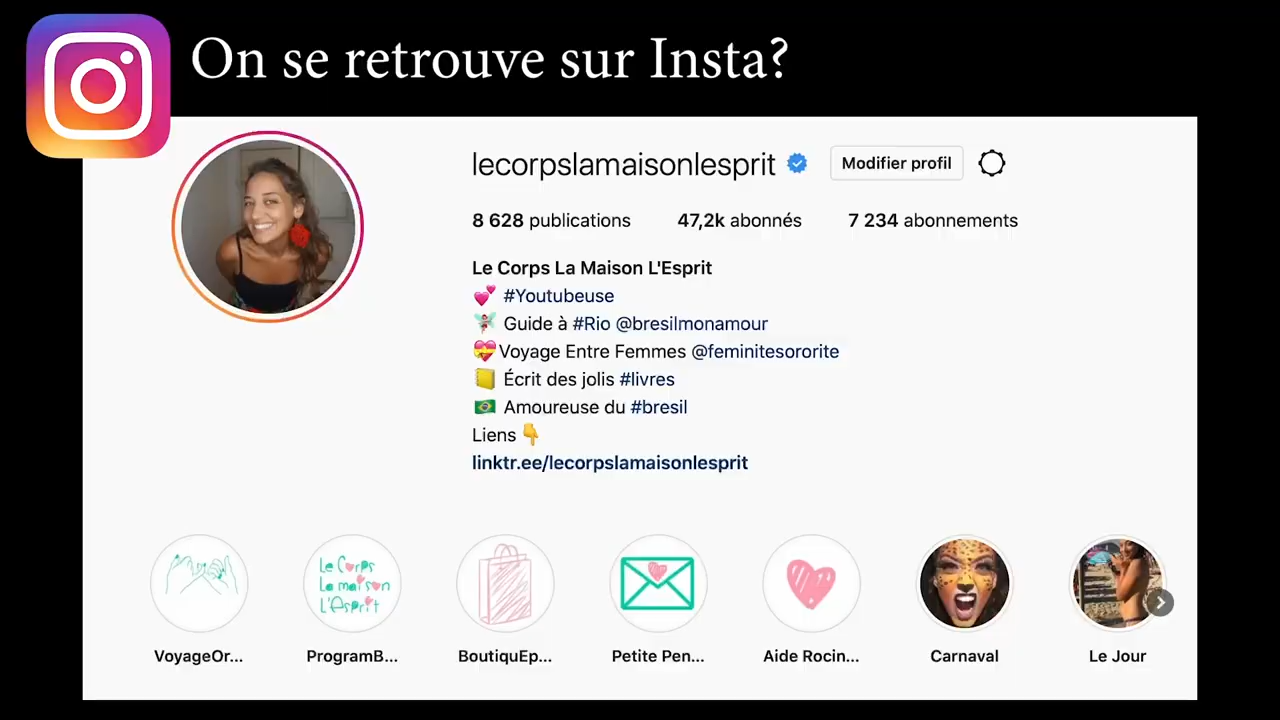 On se retrouve sur Insta?
lecorpslamaisonlesprit
Modifier profil
8 628 publications
47,2k abonnés
7 234 abonnements
Le Corps La Maison L'Esprit
💕 #Youtubeuse
🧚 Guide à #Rio @bresilmonamour
💝Voyage Entre Femmes @feminitesororite
📒 Écrit des jolis #livres
🇧🇷 Amoureuse du #bresil
Liens 👇
linktr.ee/lecorpslamaisonlesprit
Le Corps
La maison
L'Esprit
VoyageOr...
ProgramB...
BoutiquEp...
Petite Pen...
Aide Rocin...
Carnaval
Le Jour